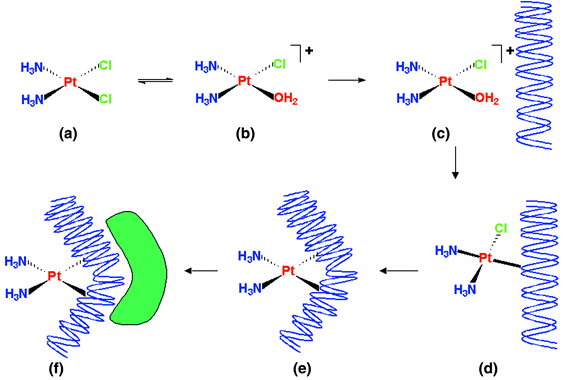 H₃N Pt Cl
H₃N Cl
(a)
H₃N Pt Cl ⌉+
H₃N OH₂
(b)
H₃N Pt Cl ⌉+
H₃N OH₂
(c)
Cl
H₃N Pt
H₃N
(d)
H₃N Pt
H₃N
(e)
H₃N Pt
H₃N
(f)